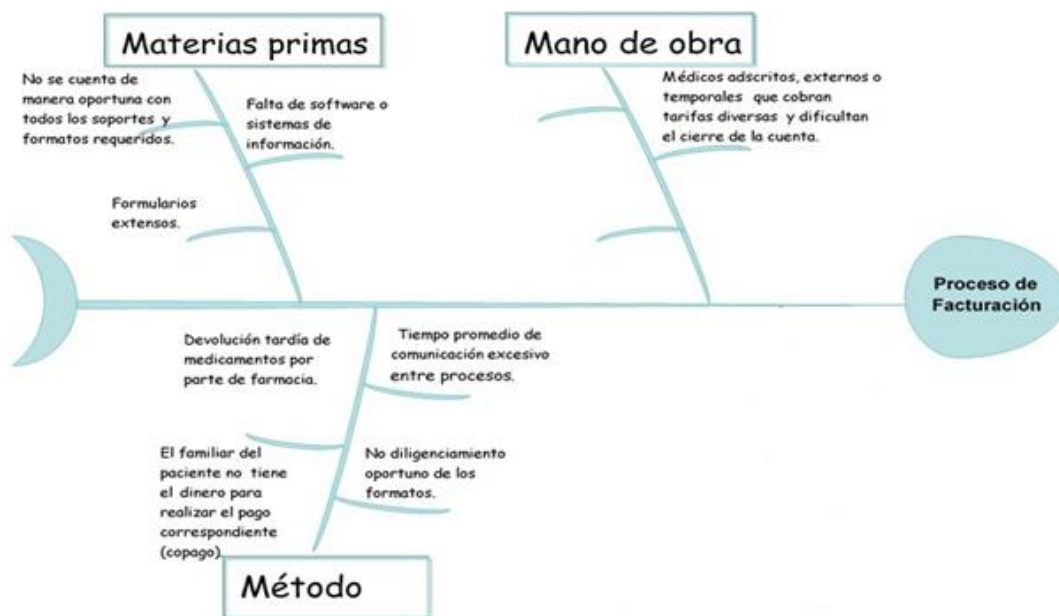 Materias primas
No se cuenta de
manera oportuna con
todos los soportes y
formatos requeridos.
Falta de software o
sistemas de
información.
Formularios
extensos.
Mano de obra
Médicos adscritos, externos o
temporales que cobran
tarifas diversas y dificultan
el cierre de la cuenta.
Proceso de
Facturación
Devolución tardía de
medicamentos por
parte de farmacia.
Tiempo promedio de
comunicación excesivo
entre procesos.
El familiar del
paciente no tiene
el dinero para
realizar el pago
correspondiente
(copago)
No diligenciamiento
oportuno de los
formatos.
Método